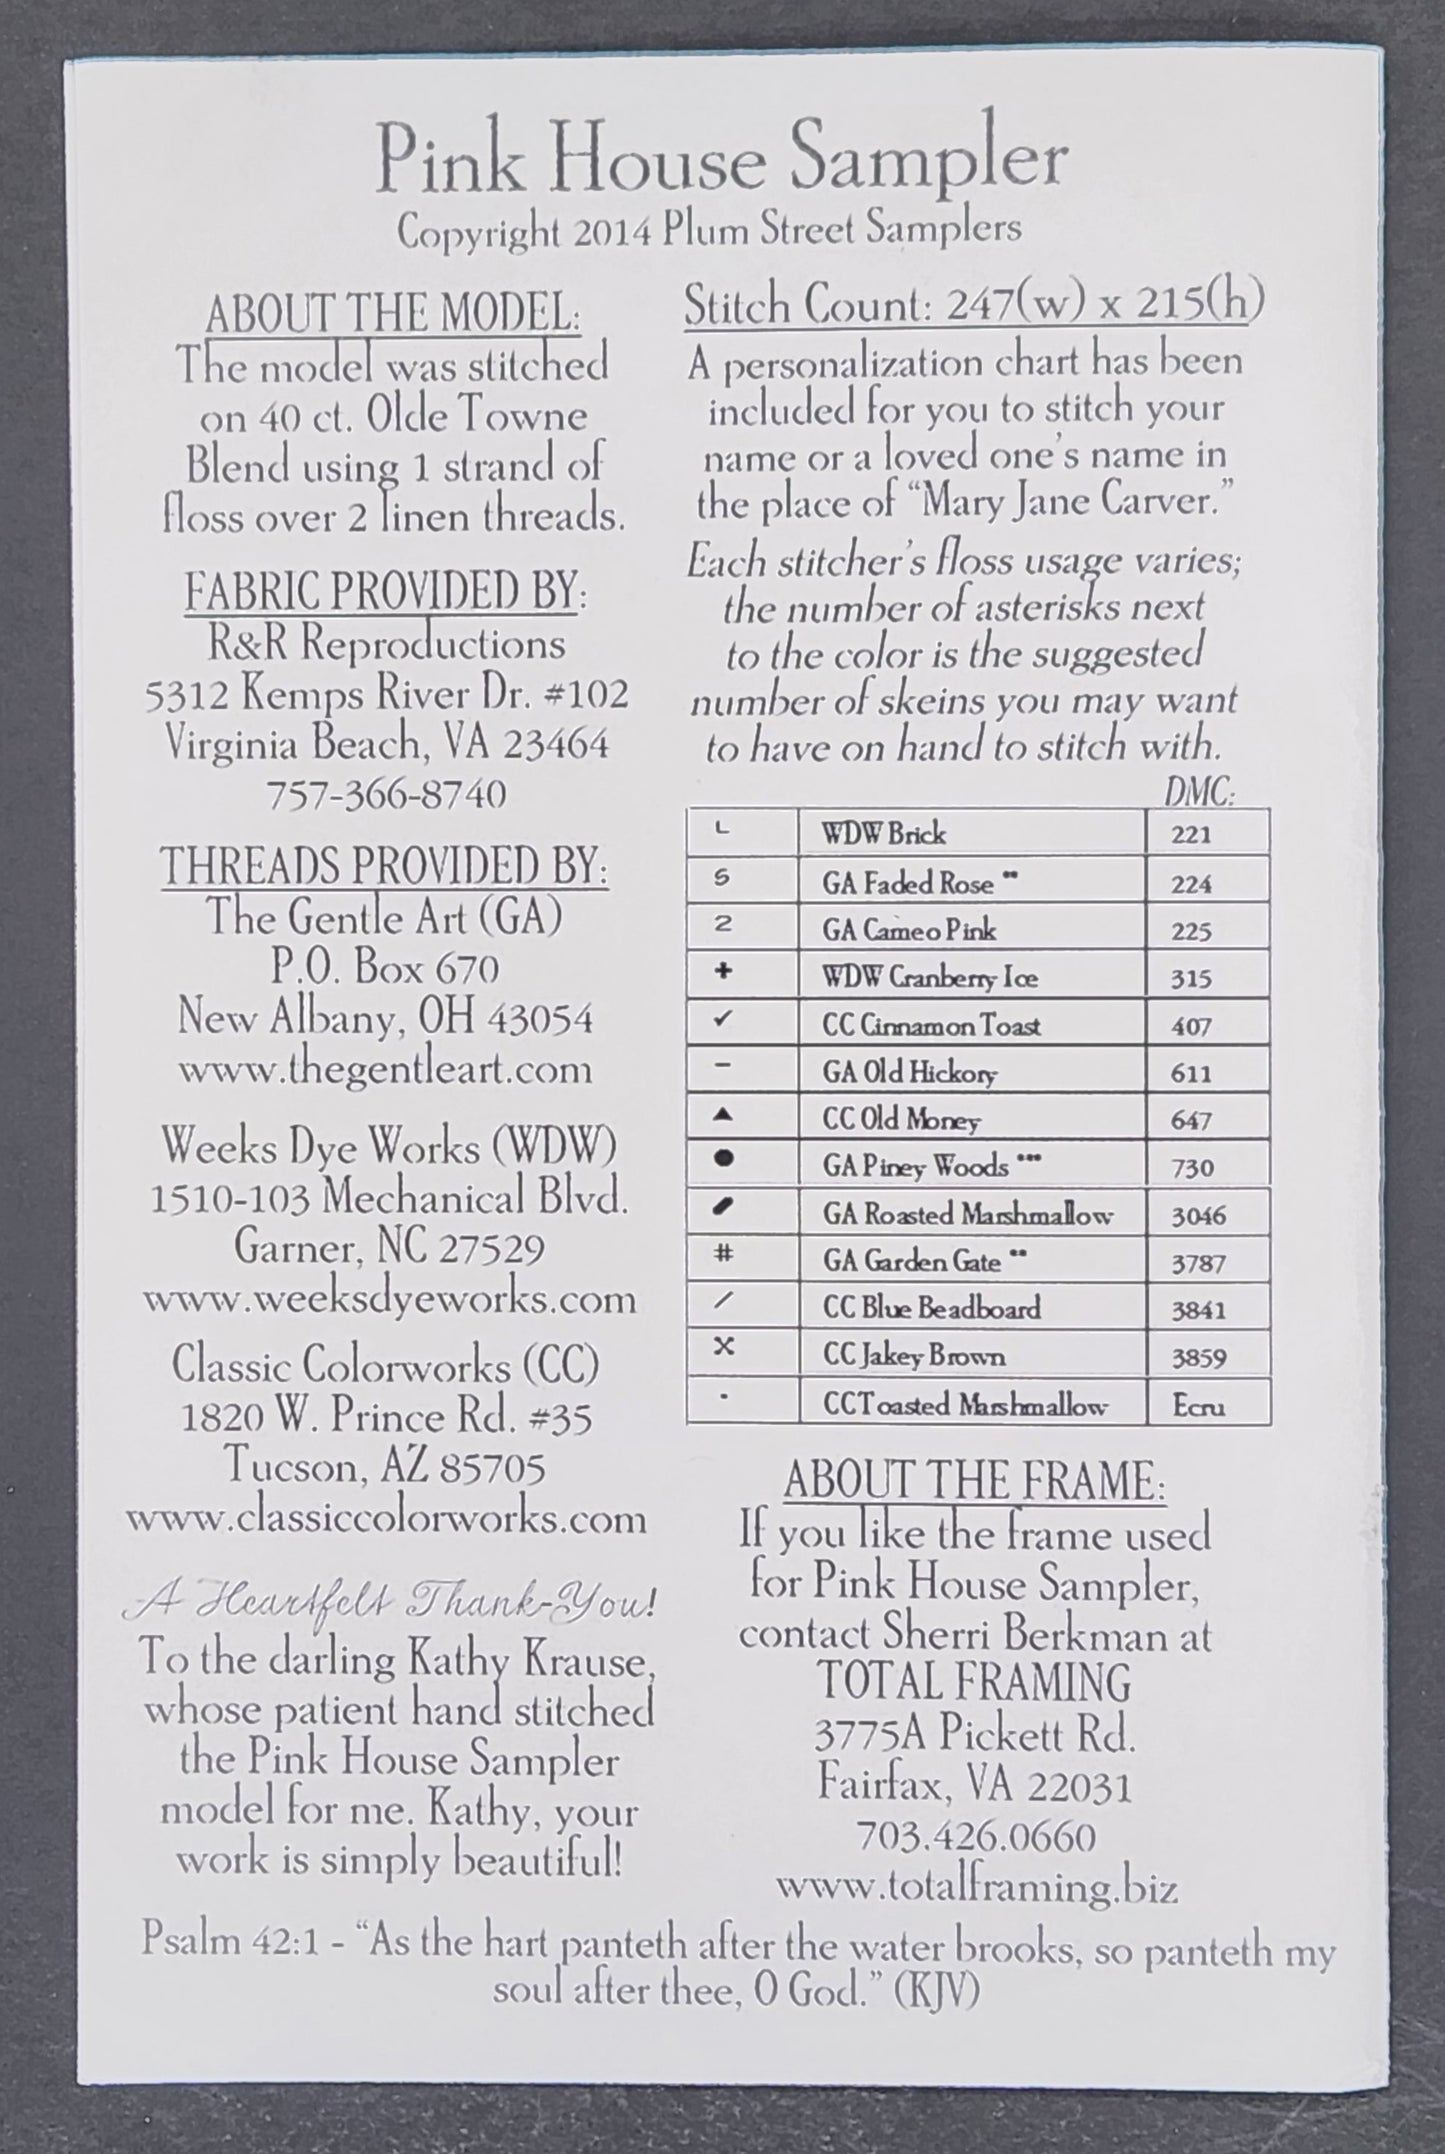 Pink House Sampler
Copyright 2014 Plum Street Samplers
ABOUT THE MODEL:
The model was stitched
on 40 ct. Olde Towne
Blend using 1 strand of
floss over 2 linen threads.
FABRIC PROVIDED BY:
R&R Reproductions
5312 Kemps River Dr. #102
Virginia Beach, VA 23464
757-366-8740
THREADS PROVIDED BY:
The Gentle Art (GA)
P.O. Box 670
New Albany, OH 43054
www.thegentleart.com
Weeks Dye Works (WDW)
1510-103 Mechanical Blvd.
Garner, NC 27529
www.weeksdyeworks.com
Classic Colorworks (CC)
1820 W. Prince Rd. #35
Tucson, AZ 85705
www.classiccolorworks.com
A Heartfelt Thank-You!
To the darling Kathy Krause,
whose patient hand stitched
the Pink House Sampler
model for me. Kathy, your
work is simply beautiful!
Stitch Count: 247(w) x 215(h)
A personalization chart has been
included for you to stitch your
name or a loved one's name in
the place of "Mary Jane Carver."
Each stitcher's floss usage varies;
the number of asterisks next
to the color is the suggested
number of skeins you may want
to have on hand to stitch with.
DMC:
L WDW Brick 221
S GA Faded Rose ** 224
2 GA Cameo Pink 225
+ WDW Cranberry Ice 315
✓ CC Cinnamon Toast 407
– GA Old Hickory 611
▲ CC Old Money 647
● GA Piney Woods *** 730
GA Roasted Marshmallow 3046
# GA Garden Gate ** 3787
/ CC Blue Beadboard 3841
X CC Jakey Brown 3859
· CC Toasted Marshmallow Ecru
ABOUT THE FRAME:
If you like the frame used
for Pink House Sampler,
contact Sherri Berkman at
TOTAL FRAMING
3775A Pickett Rd.
Fairfax, VA 22031
703.426.0660
www.totalframing.biz
Psalm 42:1 - "As the hart panteth after the water brooks, so panteth my
soul after thee, O God." (KJV)